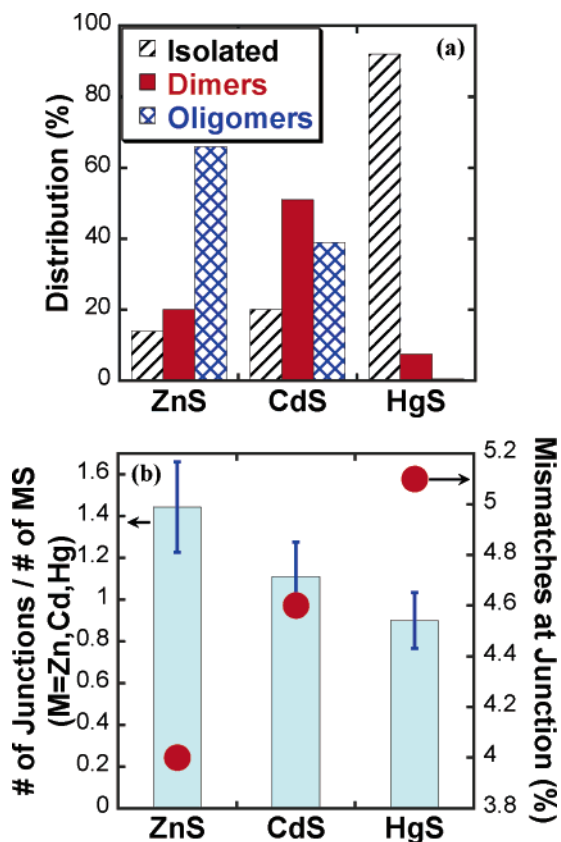 100
80
60
40
20
0
Distribution (%)
Isolated
Dimers
Oligomers
(a)
ZnS CdS HgS
# of Junctions / # of MS
(M=Zn,Cd,Hg)
1.6
1.4
1.2
1
0.8
0.6
0.4
0.2
0
(b)
5.2
5
4.8
4.6
4.4
4.2
4
3.8
Mismatches at Junction (%)
ZnS CdS HgS